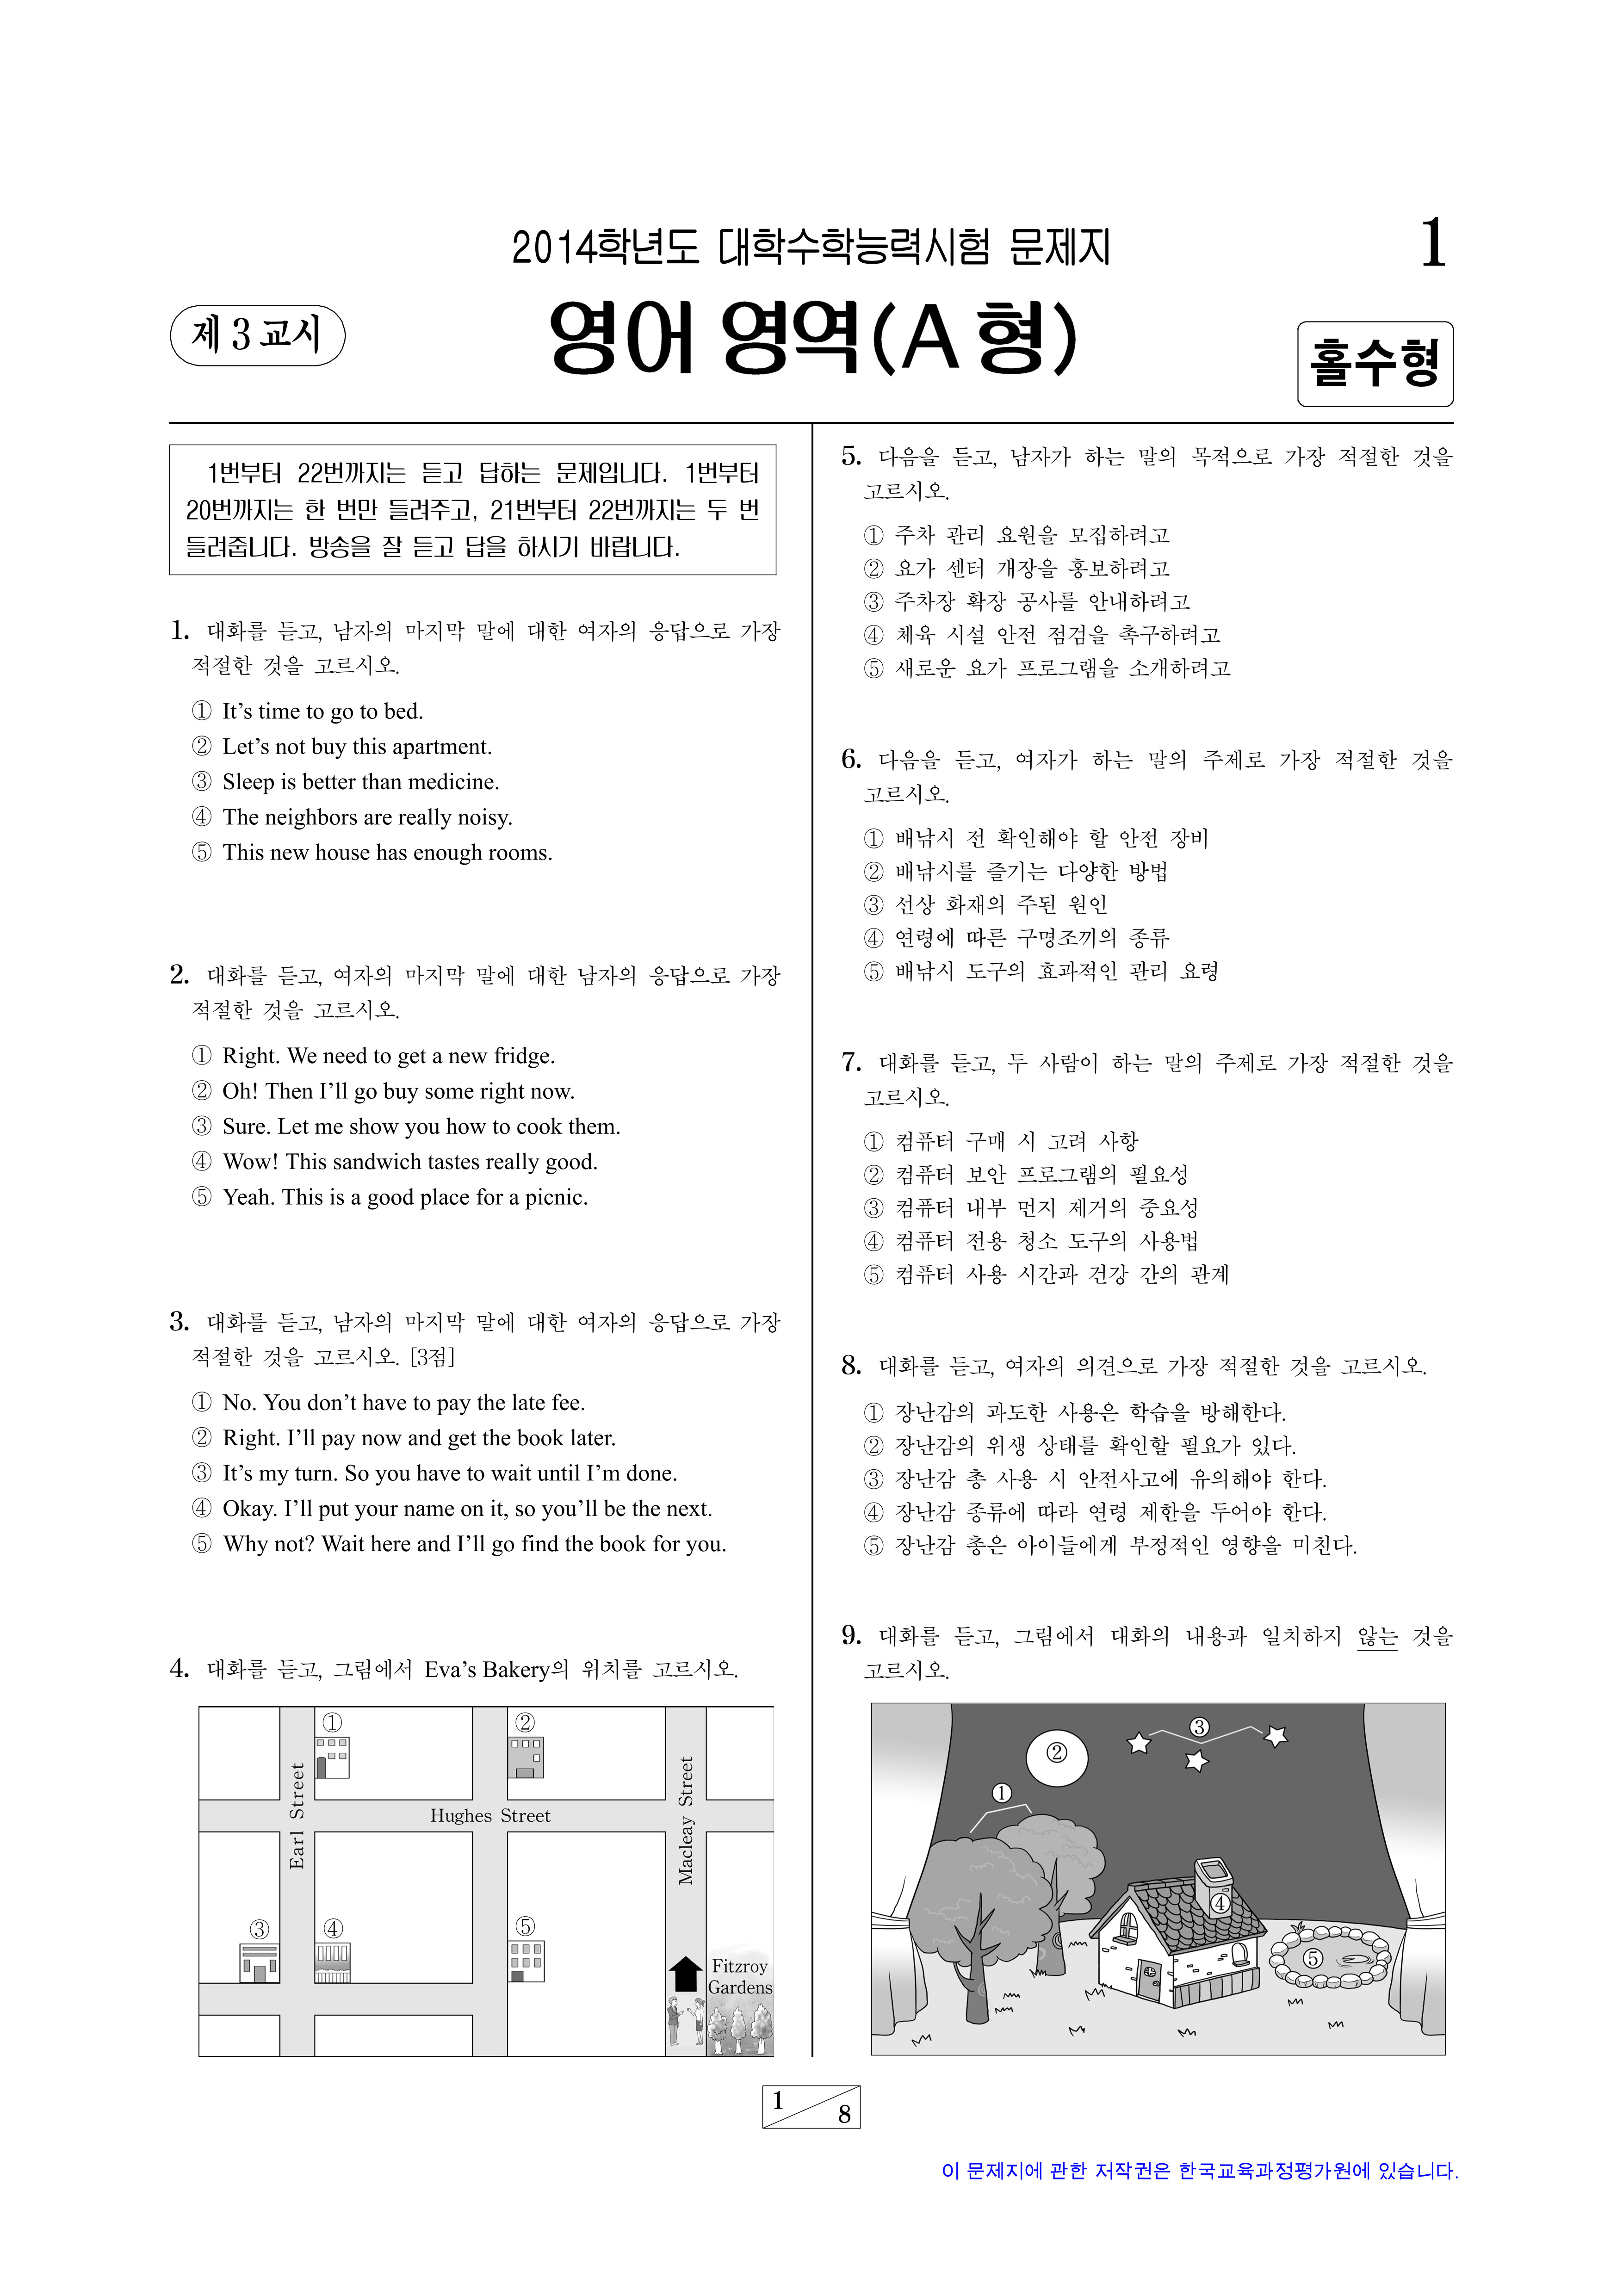 2014학년도 대학수학능력시험 문제지
1
제 3 교시
영어 영역(A 형)
홀수형
1번부터 22번까지는 듣고 답하는 문제입니다. 1번부터
20번까지는 한 번만 들려주고, 21번부터 22번까지는 두 번
들려줍니다. 방송을 잘 듣고 답을 하시기 바랍니다.
1. 대화를 듣고, 남자의 마지막 말에 대한 여자의 응답으로 가장
적절한 것을 고르시오.
① It’s time to go to bed.
② Let’s not buy this apartment.
③ Sleep is better than medicine.
④ The neighbors are really noisy.
⑤ This new house has enough rooms.
2. 대화를 듣고, 여자의 마지막 말에 대한 남자의 응답으로 가장
적절한 것을 고르시오.
① Right. We need to get a new fridge.
② Oh! Then I’ll go buy some right now.
③ Sure. Let me show you how to cook them.
④ Wow! This sandwich tastes really good.
⑤ Yeah. This is a good place for a picnic.
3. 대화를 듣고, 남자의 마지막 말에 대한 여자의 응답으로 가장
적절한 것을 고르시오. [3점]
① No. You don’t have to pay the late fee.
② Right. I’ll pay now and get the book later.
③ It’s my turn. So you have to wait until I’m done.
④ Okay. I’ll put your name on it, so you’ll be the next.
⑤ Why not? Wait here and I’ll go find the book for you.
4. 대화를 듣고, 그림에서 Eva’s Bakery의 위치를 고르시오.
①
②
Earl Street
Hughes Street
Macleay Street
③
④
⑤
Fitzroy
Gardens
5. 다음을 듣고, 남자가 하는 말의 목적으로 가장 적절한 것을
고르시오.
① 주차 관리 요원을 모집하려고
② 요가 센터 개장을 홍보하려고
③ 주차장 확장 공사를 안내하려고
④ 체육 시설 안전 점검을 촉구하려고
⑤ 새로운 요가 프로그램을 소개하려고
6. 다음을 듣고, 여자가 하는 말의 주제로 가장 적절한 것을
고르시오.
① 배낚시 전 확인해야 할 안전 장비
② 배낚시를 즐기는 다양한 방법
③ 선상 화재의 주된 원인
④ 연령에 따른 구명조끼의 종류
⑤ 배낚시 도구의 효과적인 관리 요령
7. 대화를 듣고, 두 사람이 하는 말의 주제로 가장 적절한 것을
고르시오.
① 컴퓨터 구매 시 고려 사항
② 컴퓨터 보안 프로그램의 필요성
③ 컴퓨터 내부 먼지 제거의 중요성
④ 컴퓨터 전용 청소 도구의 사용법
⑤ 컴퓨터 사용 시간과 건강 간의 관계
8. 대화를 듣고, 여자의 의견으로 가장 적절한 것을 고르시오.
① 장난감의 과도한 사용은 학습을 방해한다.
② 장난감의 위생 상태를 확인할 필요가 있다.
③ 장난감 총 사용 시 안전사고에 유의해야 한다.
④ 장난감 종류에 따라 연령 제한을 두어야 한다.
⑤ 장난감 총은 아이들에게 부정적인 영향을 미친다.
9. 대화를 듣고, 그림에서 대화의 내용과 일치하지 않는 것을
고르시오.
①
②
③
④
⑤
1
8
이 문제지에 관한 저작권은 한국교육과정평가원에 있습니다.